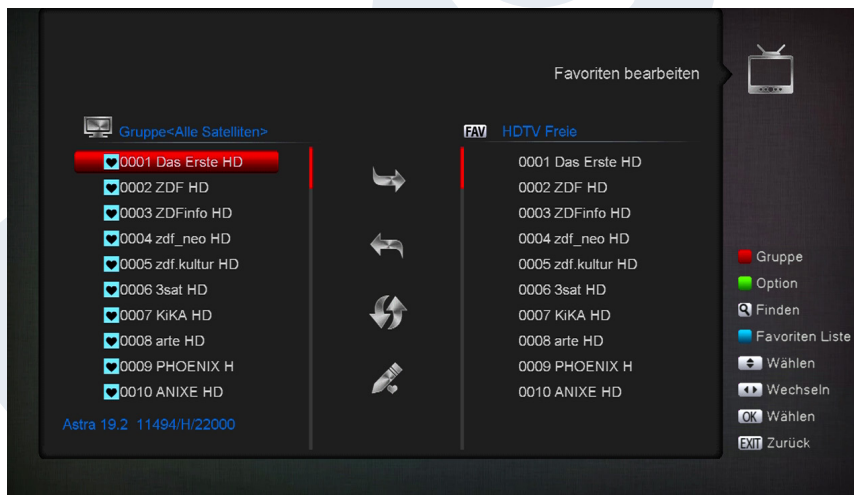 Favoriten bearbeiten
Gruppe<Alle Satelliten>
0001 Das Erste HD
0002 ZDF HD
0003 ZDFinfo HD
0004 zdf_neo HD
0005 zdf.kultur HD
0006 3sat HD
0007 KiKA HD
0008 arte HD
0009 PHOENIX H
0010 ANIXE HD
Astra 19.2 11494/H/22000
FAV HDTV Freie
0001 Das Erste HD
0002 ZDF HD
0003 ZDFinfo HD
0004 zdf_neo HD
0005 zdf.kultur HD
0006 3sat HD
0007 KiKA HD
0008 arte HD
0009 PHOENIX H
0010 ANIXE HD
Gruppe
Option
Finden
Favoriten Liste
Wählen
Wechseln
OK Wählen
EXIT Zurück